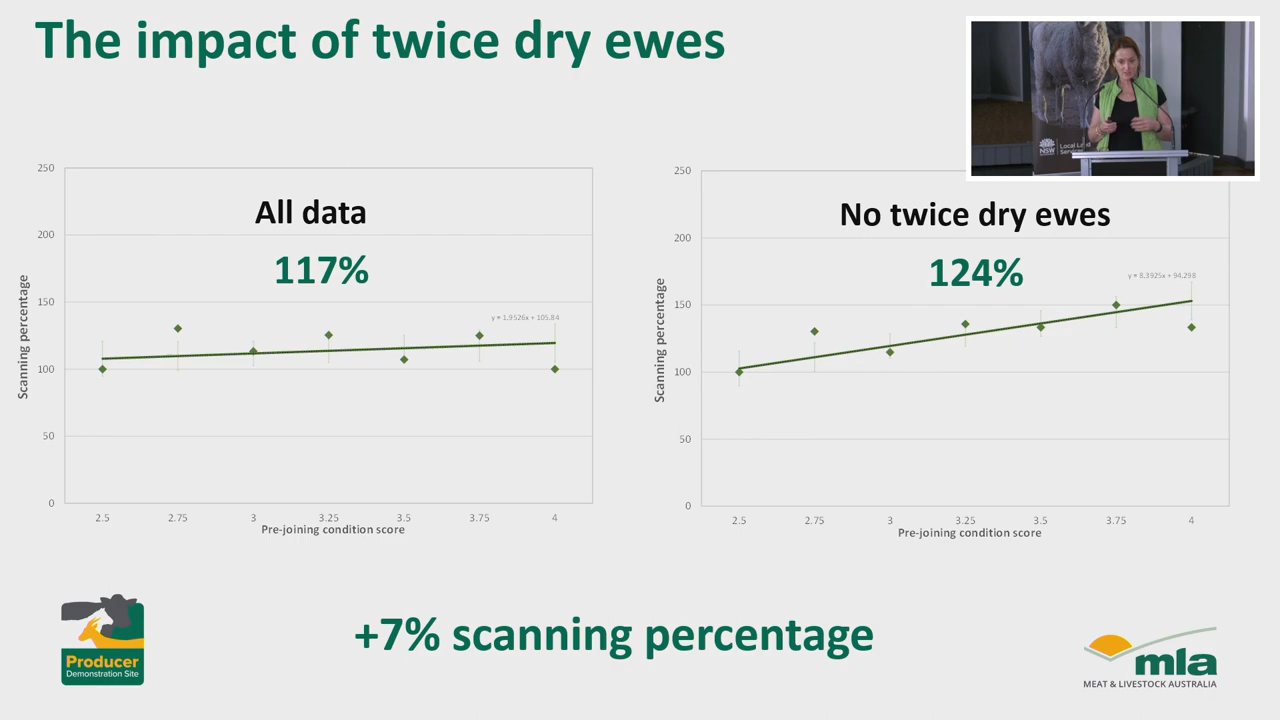 The impact of twice dry ewes
NSW
Local Land
Services
All data
117%
Scanning percentage
250
200
150
100
50
0
y = 1.9526x + 105.84
2.5 2.75 3 3.25 3.5 3.75 4
Pre-joining condition score
No twice dry ewes
124%
Scanning percentage
250
200
150
100
50
0
y = 8.3925x + 94.298
2.5 2.75 3 3.25 3.5 3.75 4
Pre-joining condition score
Producer
Demonstration Site
+7% scanning percentage
mla
MEAT & LIVESTOCK AUSTRALIA